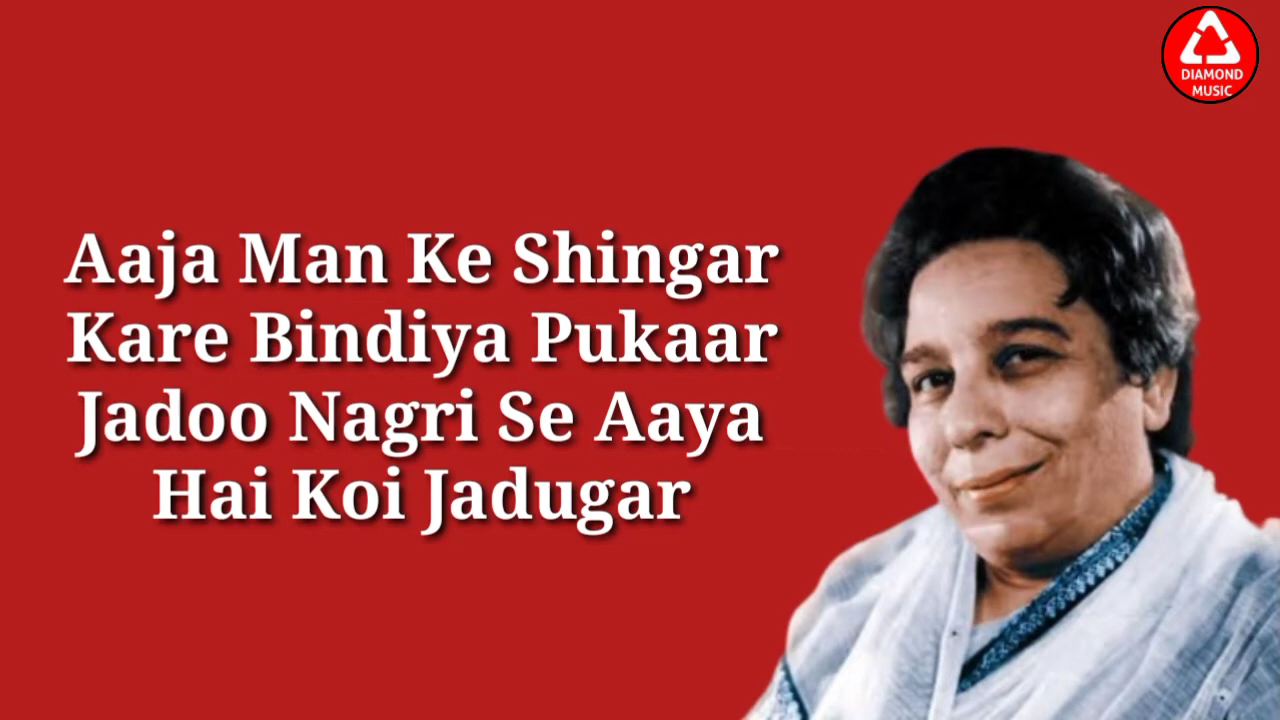 DIAMOND
MUSIC
Aaja Man Ke Shingar
Kare Bindiya Pukaar
Jadoo Nagri Se Aaya
Hai Koi Jadugar